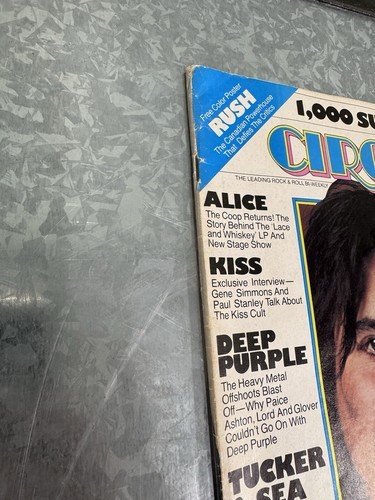 Free Color Poster
RUSH
The Canadian Powerhouse
That Defies The Critics
1,000 SU
CIRC
THE LEADING ROCK & ROLL BI-WEEKLY
ALICE
The Coop Returns! The
Story Behind The 'Lace
and Whiskey' LP And
New Stage Show
KISS
Exclusive Interview—
Gene Simmons And
Paul Stanley Talk About
The Kiss Cult
DEEP
PURPLE
The Heavy Metal
Offshoots Blast
Off—Why Paice
Ashton, Lord And Glover
Couldn't Go On With
Deep Purple
TUCKER
& SEA